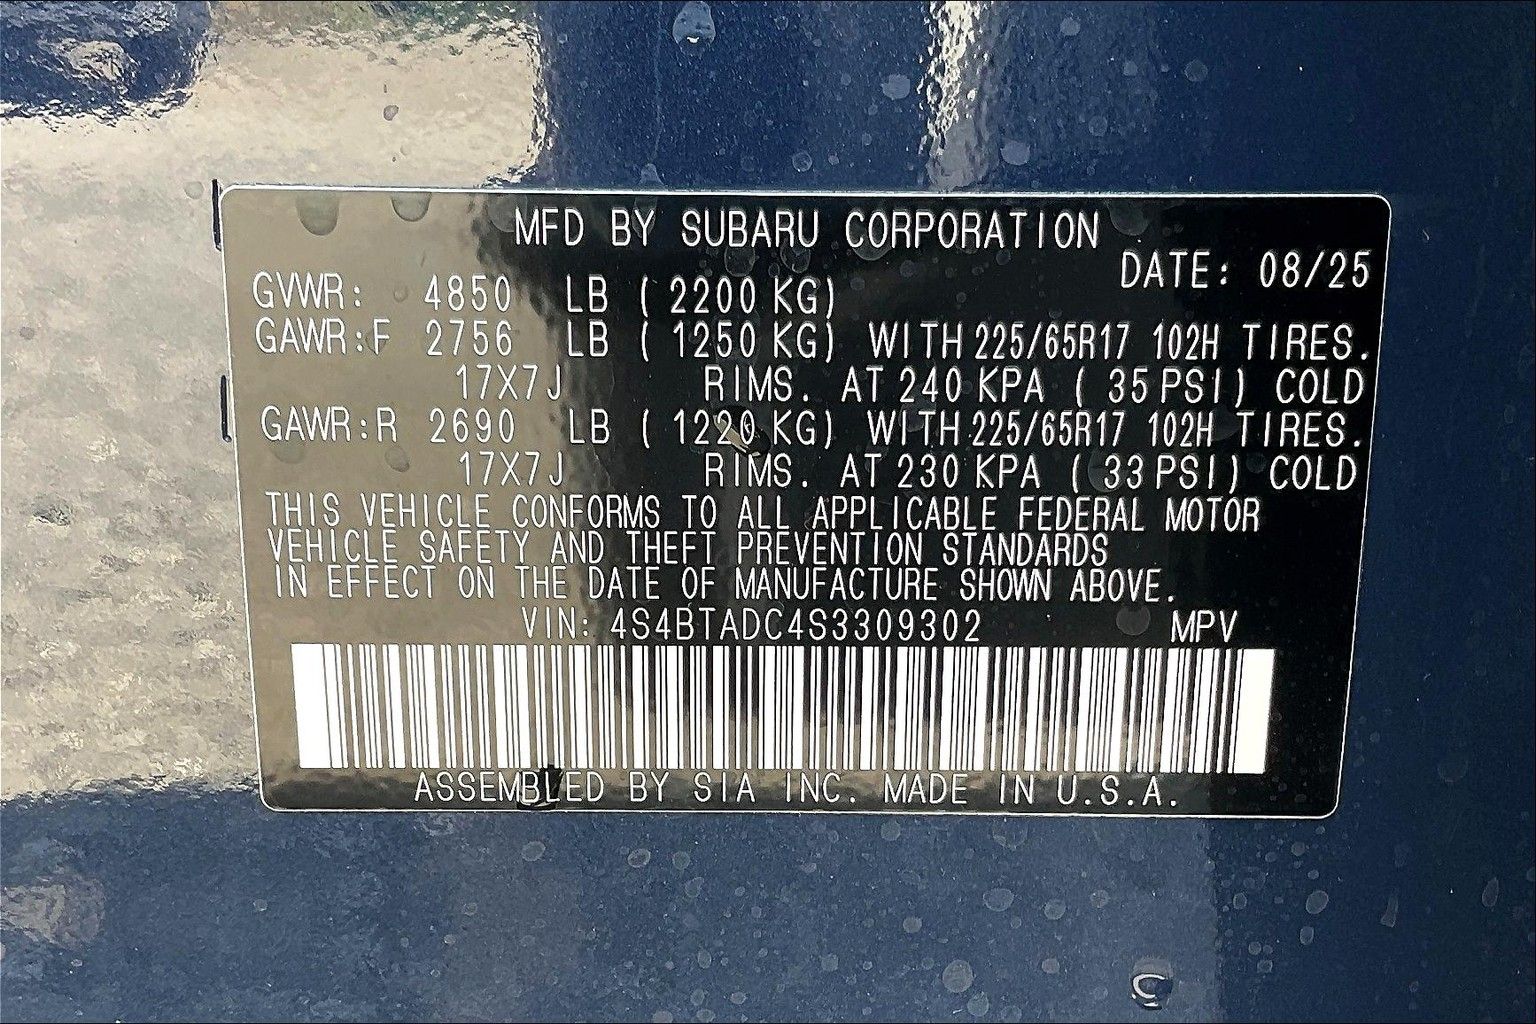 MFD BY SUBARU CORPORATION
DATE: 08/25
GVWR: 4850 LB ( 2200 KG)
GAWR:F 2756 LB ( 1250 KG) WITH 225/65R17 102H TIRES.
17X7J RIMS. AT 240 KPA ( 35 PSI) COLD
GAWR:R 2690 LB ( 1220 KG) WITH 225/65R17 102H TIRES.
17X7J RIMS. AT 230 KPA ( 33 PSI) COLD
THIS VEHICLE CONFORMS TO ALL APPLICABLE FEDERAL MOTOR
VEHICLE SAFETY AND THEFT PREVENTION STANDARDS
IN EFFECT ON THE DATE OF MANUFACTURE SHOWN ABOVE.
VIN: 4S4BTADC4S3309302 MPV
ASSEMBLED BY SIA INC. MADE IN U.S.A.